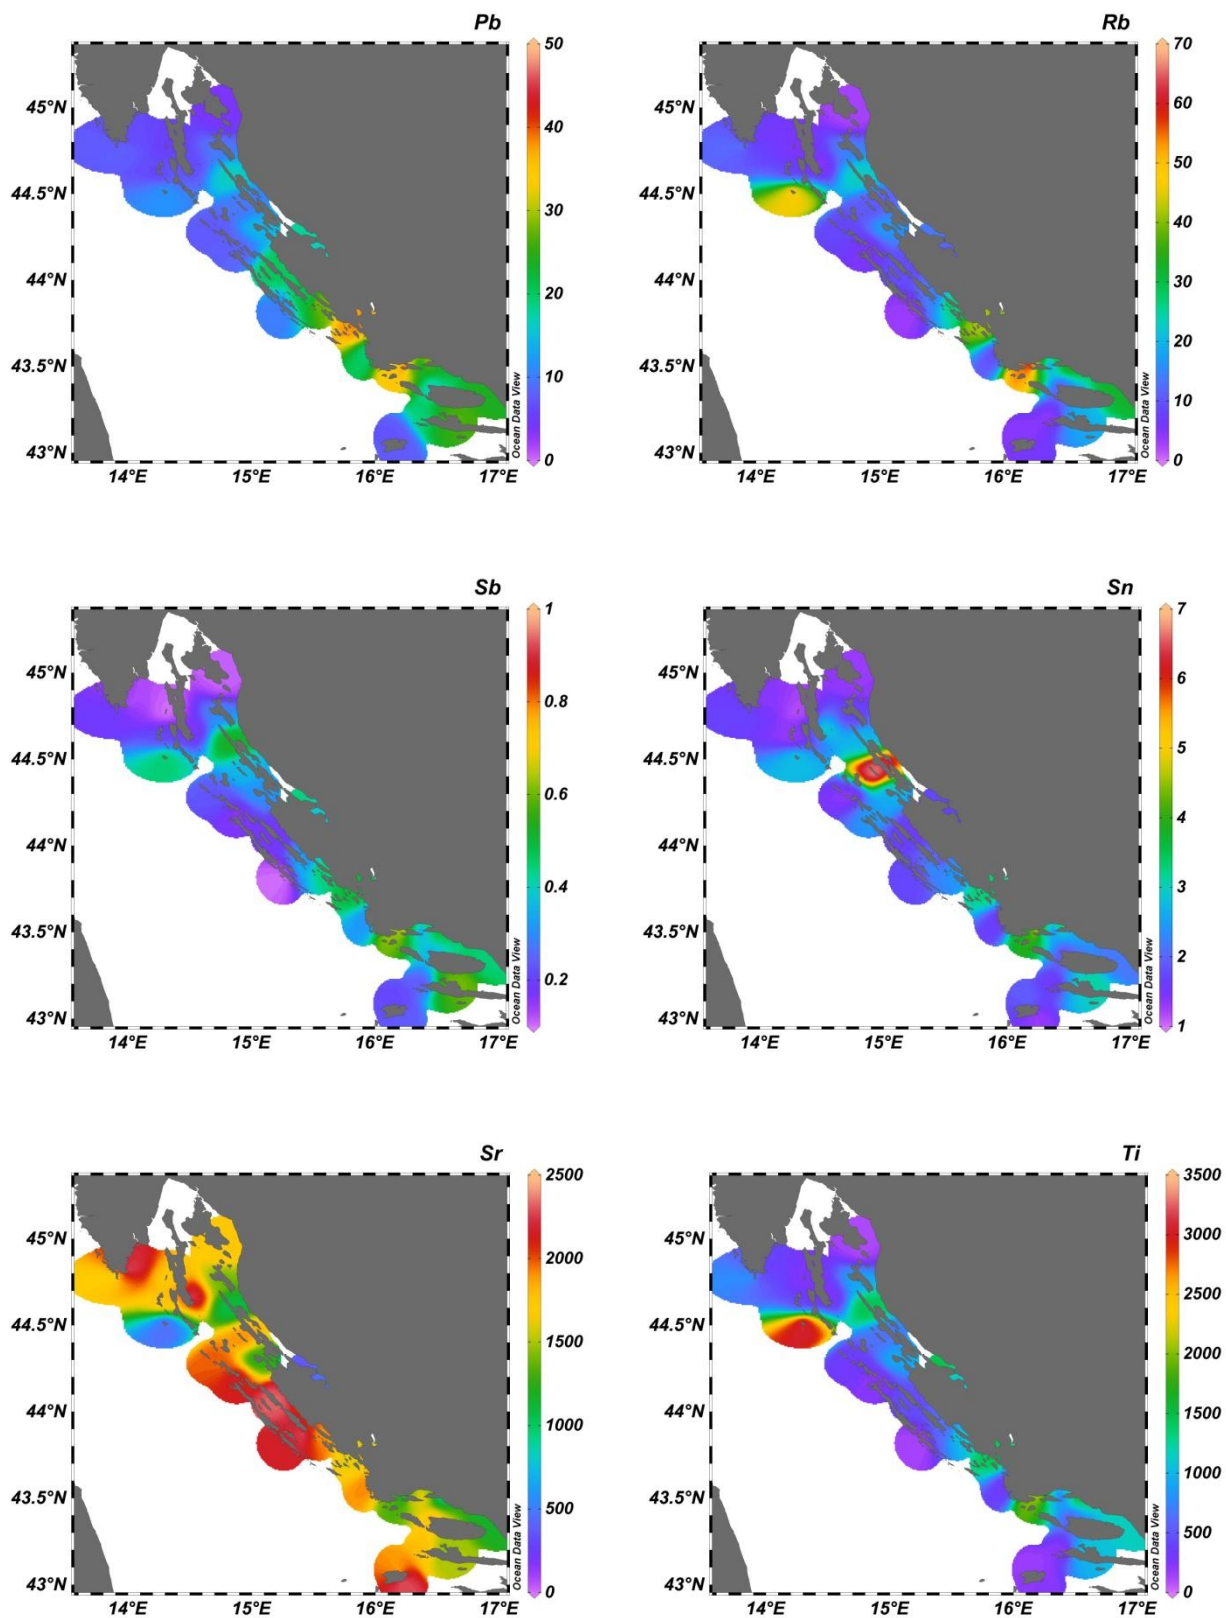 Pb
50
40
30
20
10
0
45°N
44.5°N
44°N
43.5°N
43°N
14°E 15°E 16°E 17°E
Ocean Data View
Rb
70
60
50
40
30
20
10
0
45°N
44.5°N
44°N
43.5°N
43°N
14°E 15°E 16°E 17°E
Ocean Data View
Sb
1
0.8
0.6
0.4
0.2
45°N
44.5°N
44°N
43.5°N
43°N
14°E 15°E 16°E 17°E
Ocean Data View
Sn
7
6
5
4
3
2
1
45°N
44.5°N
44°N
43.5°N
43°N
14°E 15°E 16°E 17°E
Ocean Data View
Sr
2500
2000
1500
1000
500
0
45°N
44.5°N
44°N
43.5°N
43°N
14°E 15°E 16°E 17°E
Ocean Data View
Ti
3500
3000
2500
2000
1500
1000
500
0
45°N
44.5°N
44°N
43.5°N
43°N
14°E 15°E 16°E 17°E
Ocean Data View